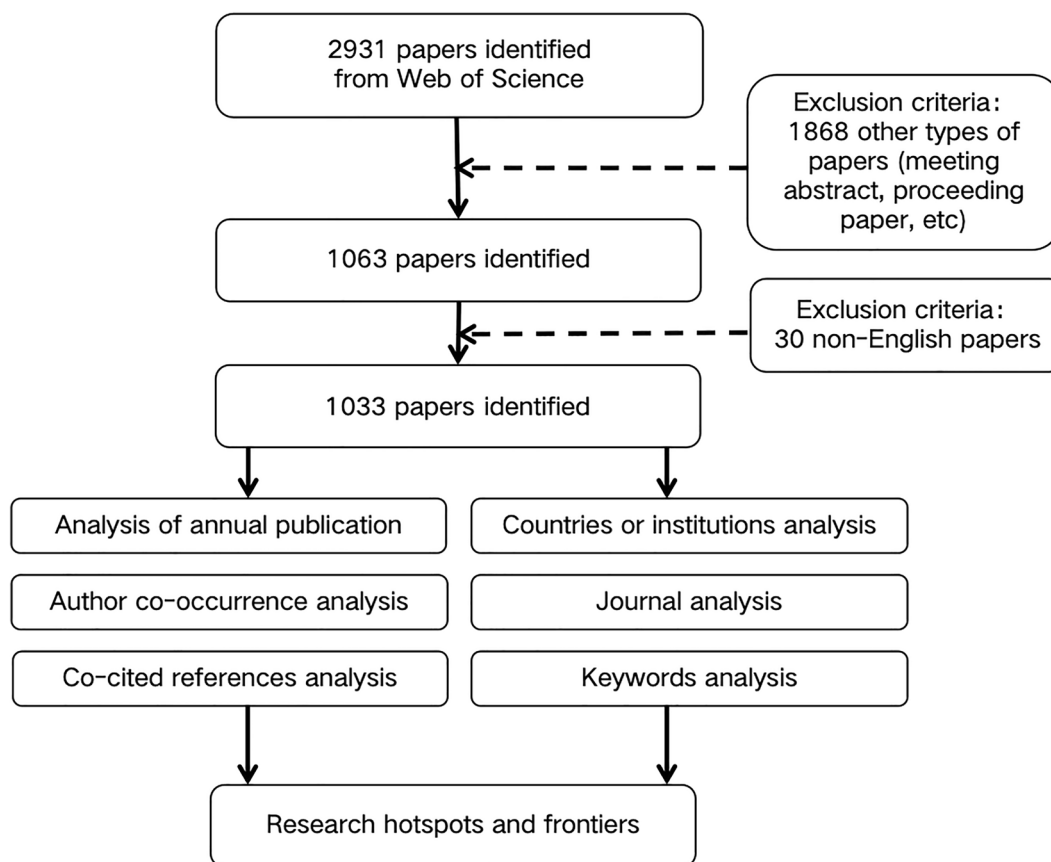 2931 papers identified
from Web of Science
Exclusion criteria:
1868 other types of
papers (meeting
abstract, proceeding
paper, etc)
1063 papers identified
Exclusion criteria:
30 non-English papers
1033 papers identified
Analysis of annual publication
Countries or institutions analysis
Author co-occurrence analysis
Journal analysis
Co-cited references analysis
Keywords analysis
Research hotspots and frontiers